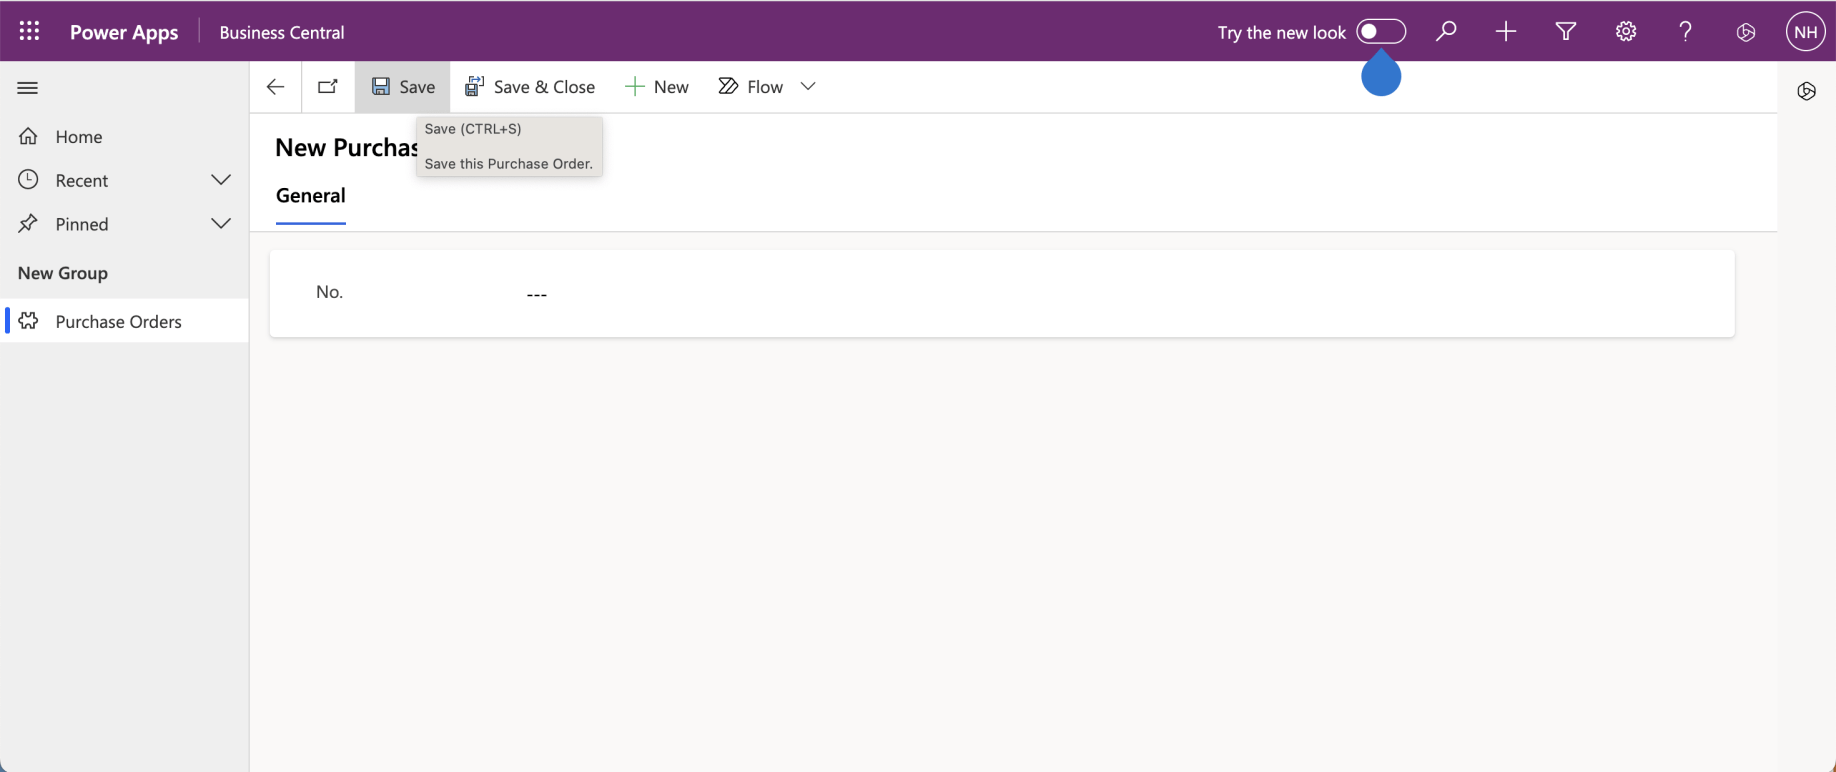 Power Apps
Business Central
Try the new look
?
NH
Save
Save & Close
New
Flow
Save (CTRL+S)
Save this Purchase Order.
New Purchas
General
No.
---
Home
Recent
Pinned
New Group
Purchase Orders